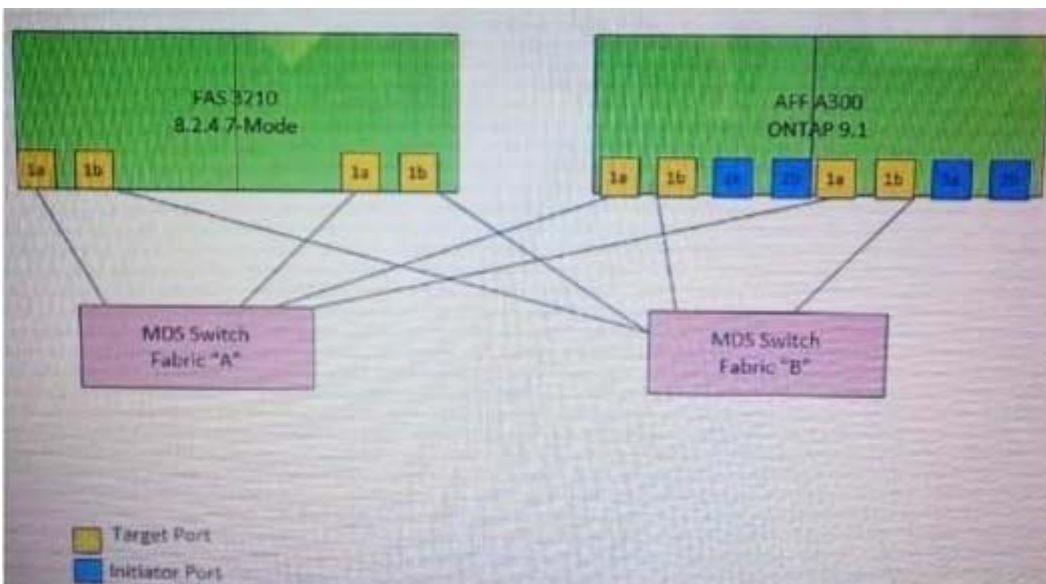 FAS 3210
8.2.4 7-Mode
AFF A300
ONTAP 9.1
1a
1b
1a
1b
1a
1b
2b
1a
1b
MDS Switch
Fabric "A"
MDS Switch
Fabric "B"
Target Port
Initiator Port